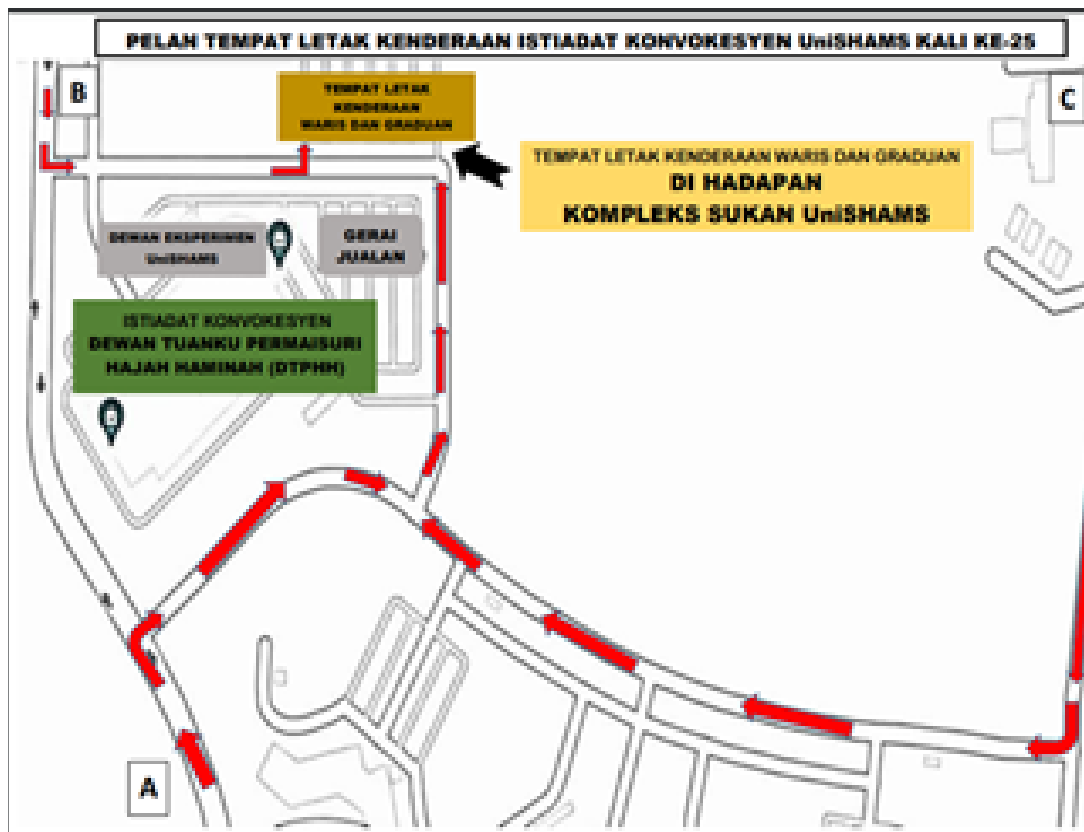 PELAN TEMPAT LETAK KENDERAAN ISTIADAT KONVOKESYEN UniSHAMS KALI KE-25
B
TEMPAT LETAK
KENDERAAN
WARIS DAN GRADUAN
C
TEMPAT LETAK KENDERAAN WARIS DAN GRADUAN
DI HADAPAN
KOMPLEKS SUKAN UniSHAMS
DEWAN EKSPERIMEN
UniSHAMS
GERAI
JUALAN
ISTIADAT KONVOKESYEN
DEWAN TUANKU PERMAISURI
HAJAH HAMINAH (DTPHH)
A